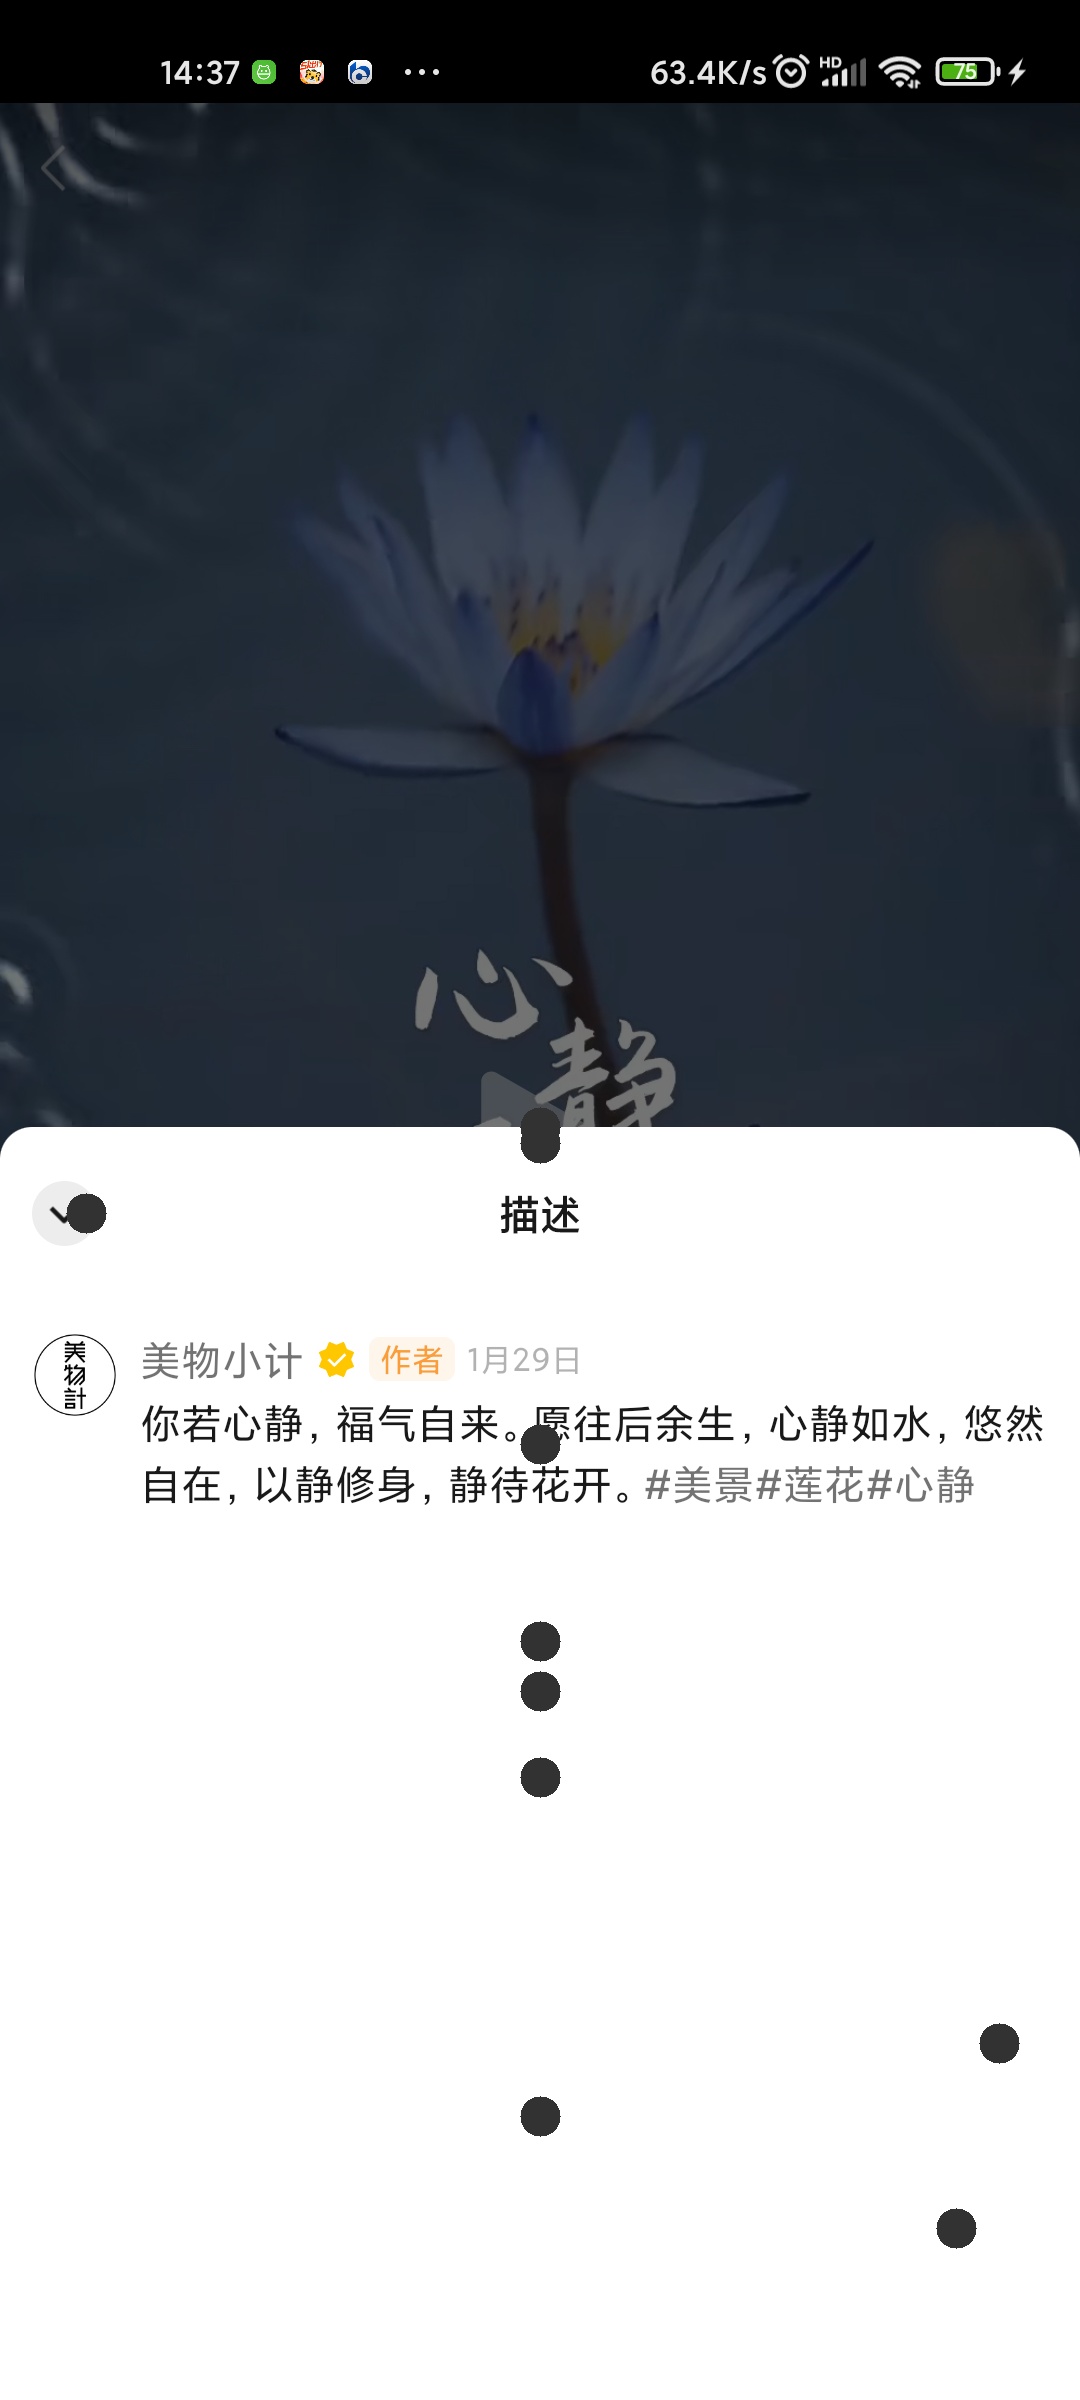 14:37
63.4K/s
HD
75
心
静
描述
美物計
美物小计 作者 1月29日
你若心静，福气自来。愿往后余生，心静如水，悠然
自在，以静修身，静待花开。#美景#莲花#心静